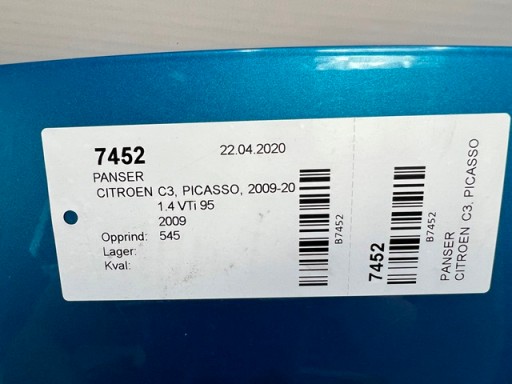 7452 22.04.2020
PANSER
CITROEN C3, PICASSO, 2009-20
1.4 VTi 95
2009
Opprind: 545
Lager:
Kval:
B7452
7452
B7452
PANSER
CITROEN C3, PICASSO